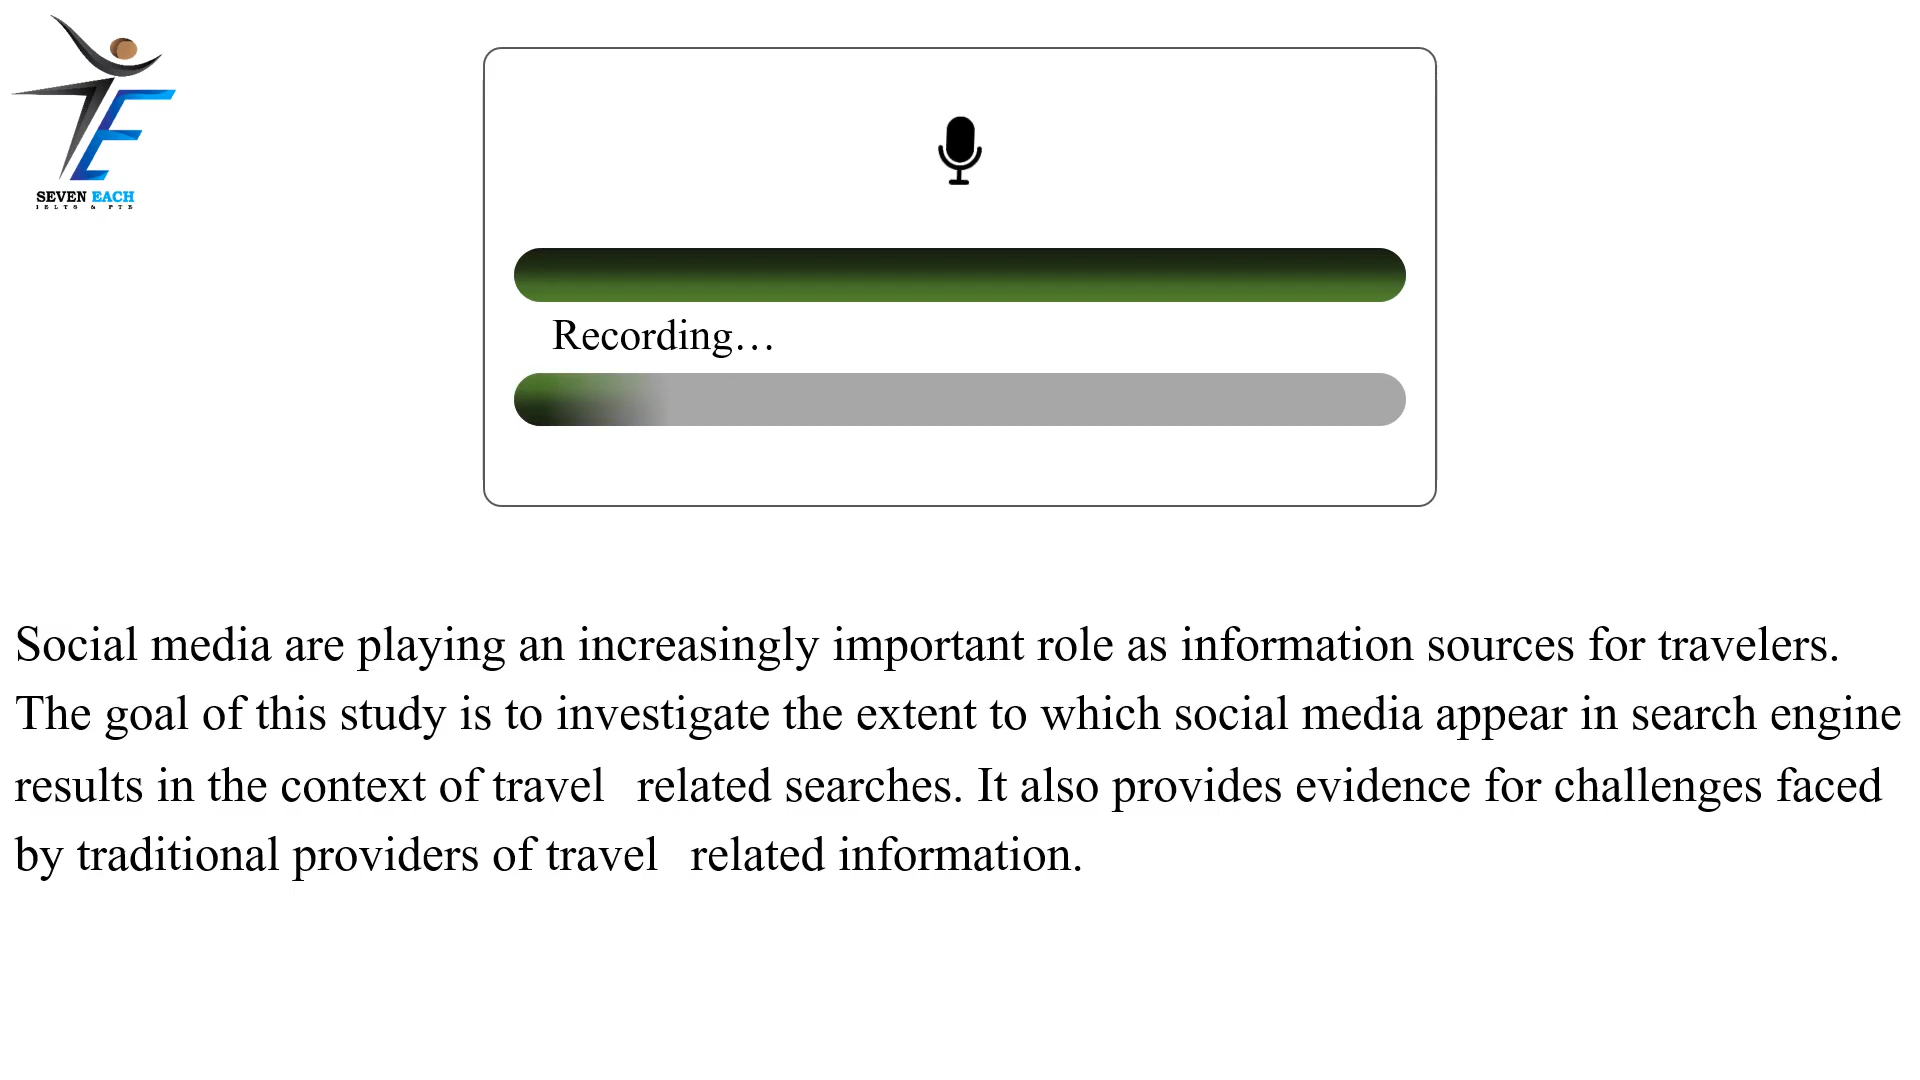 SEVEN EACH
IELTS & PTE
Recording…
Social media are playing an increasingly important role as information sources for travelers.
The goal of this study is to investigate the extent to which social media appear in search engine
results in the context of travel related searches. It also provides evidence for challenges faced
by traditional providers of travel related information.